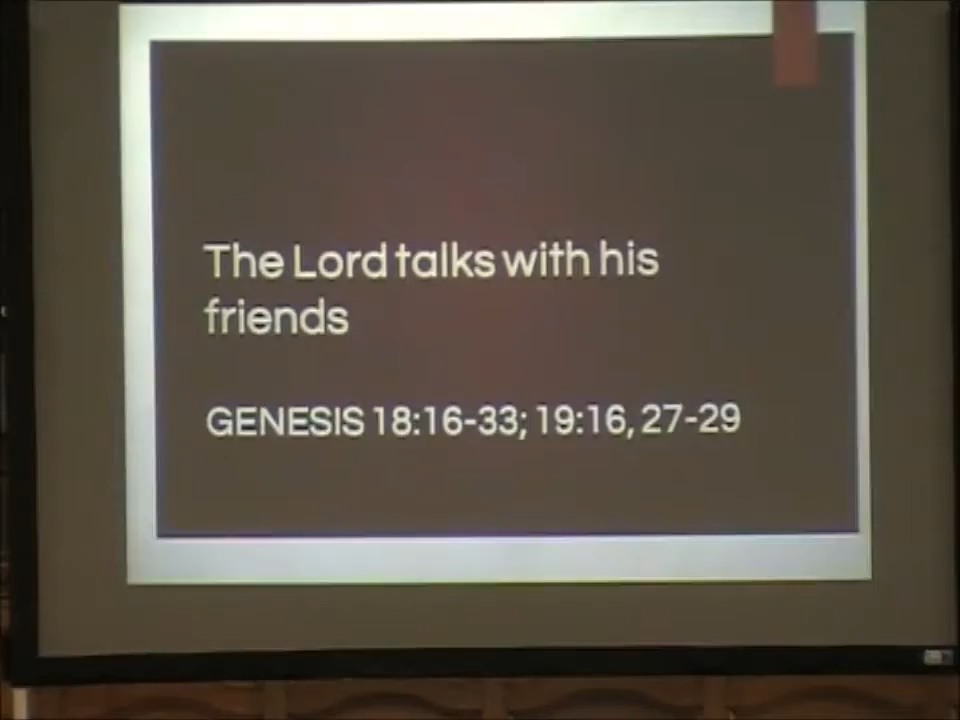 The Lord talks with his
friends
GENESIS 18:16-33; 19:16, 27-29